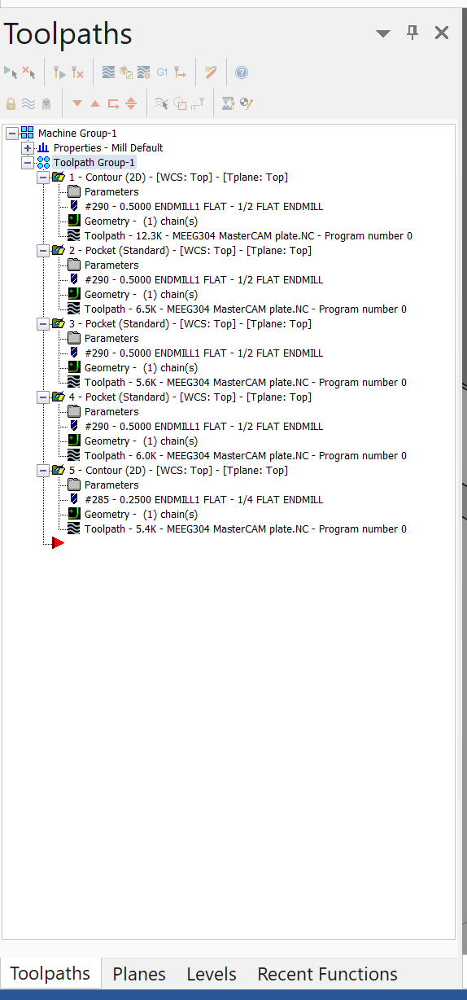 Toolpaths
G1
Machine Group-1
Properties - Mill Default
Toolpath Group-1
1 - Contour (2D) - [WCS: Top] - [Tplane: Top]
Parameters
#290 - 0.5000 ENDMILL1 FLAT - 1/2 FLAT ENDMILL
Geometry - (1) chain(s)
Toolpath - 12.3K - MEEG304 MasterCAM plate.NC - Program number 0
2 - Pocket (Standard) - [WCS: Top] - [Tplane: Top]
Parameters
#290 - 0.5000 ENDMILL1 FLAT - 1/2 FLAT ENDMILL
Geometry - (1) chain(s)
Toolpath - 6.5K - MEEG304 MasterCAM plate.NC - Program number 0
3 - Pocket (Standard) - [WCS: Top] - [Tplane: Top]
Parameters
#290 - 0.5000 ENDMILL1 FLAT - 1/2 FLAT ENDMILL
Geometry - (1) chain(s)
Toolpath - 5.6K - MEEG304 MasterCAM plate.NC - Program number 0
4 - Pocket (Standard) - [WCS: Top] - [Tplane: Top]
Parameters
#290 - 0.5000 ENDMILL1 FLAT - 1/2 FLAT ENDMILL
Geometry - (1) chain(s)
Toolpath - 6.0K - MEEG304 MasterCAM plate.NC - Program number 0
5 - Contour (2D) - [WCS: Top] - [Tplane: Top]
Parameters
#285 - 0.2500 ENDMILL1 FLAT - 1/4 FLAT ENDMILL
Geometry - (1) chain(s)
Toolpath - 5.4K - MEEG304 MasterCAM plate.NC - Program number 0
Toolpaths Planes Levels Recent Functions